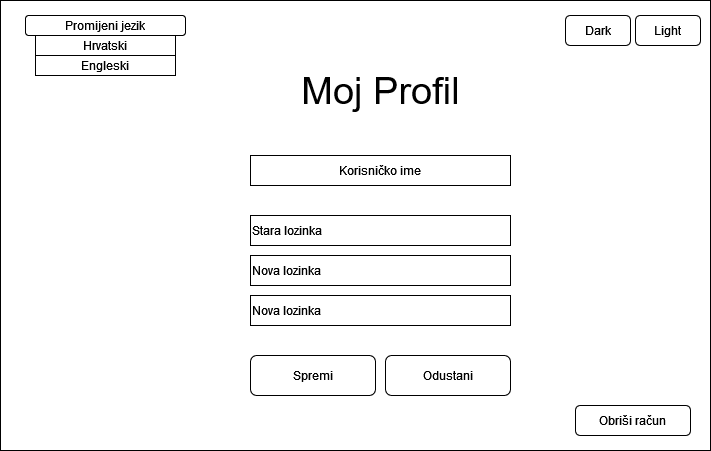 Promijeni jezik
Hrvatski
Engleski
Dark
Light
Moj Profil
Korisničko ime
Stara lozinka
Nova lozinka
Nova lozinka
Spremi
Odustani
Obriši račun